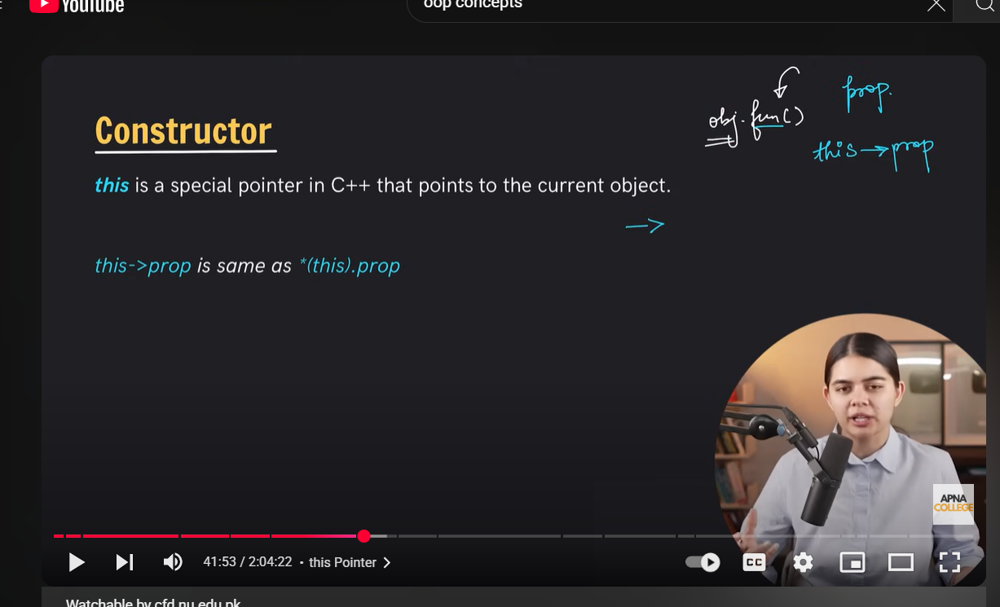 YouTube
oop concepts
obj.fun()
prop.
Constructor
this→prop
this is a special pointer in C++ that points to the current object.
→
this->prop is same as *(this).prop
APNA
COLLEGE
41:53 / 2:04:22 • this Pointer >
CC
Watchable by cfd.nu.edu.pk